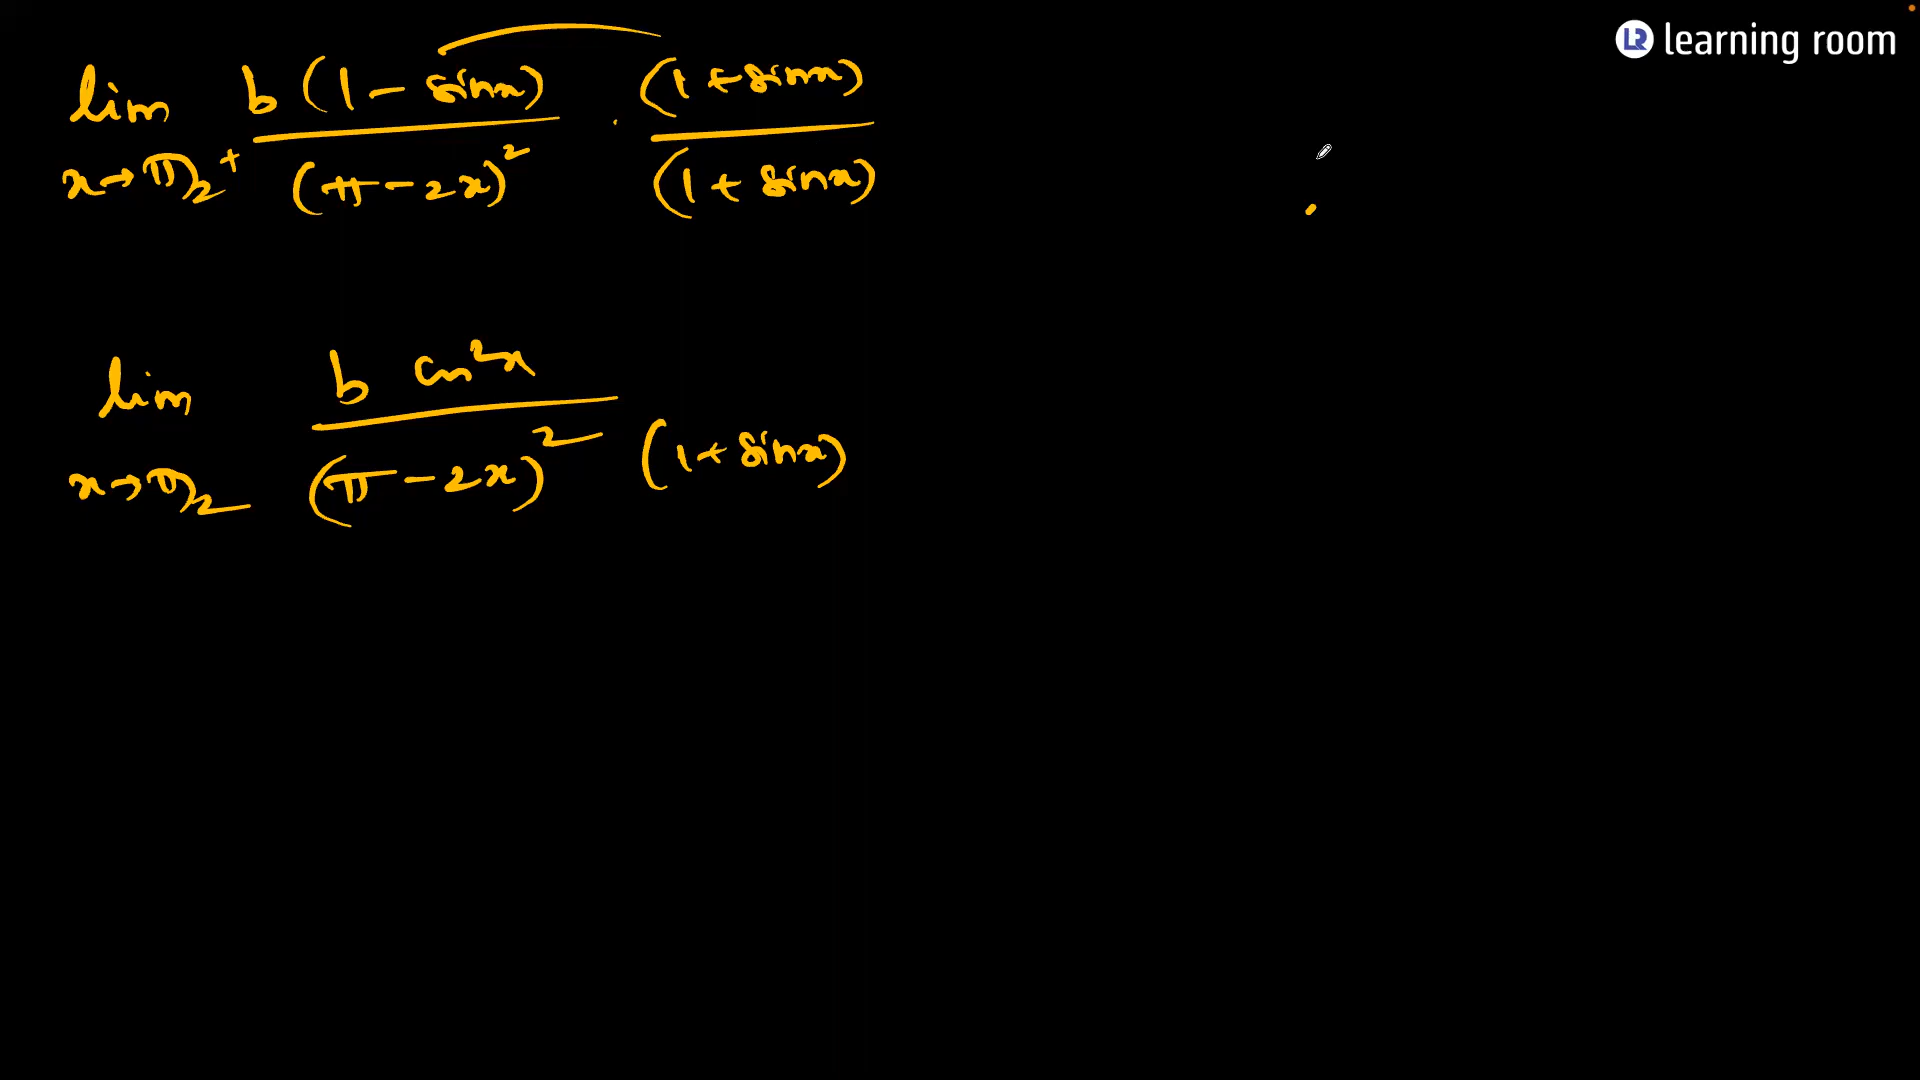 learning room
lim b(1 - sinx) . (1 + sinx)
x→π/2⁺ (π - 2x)² (1 + sinx)
lim b cos²x
x→π/2 (π - 2x)² (1 + sinx)